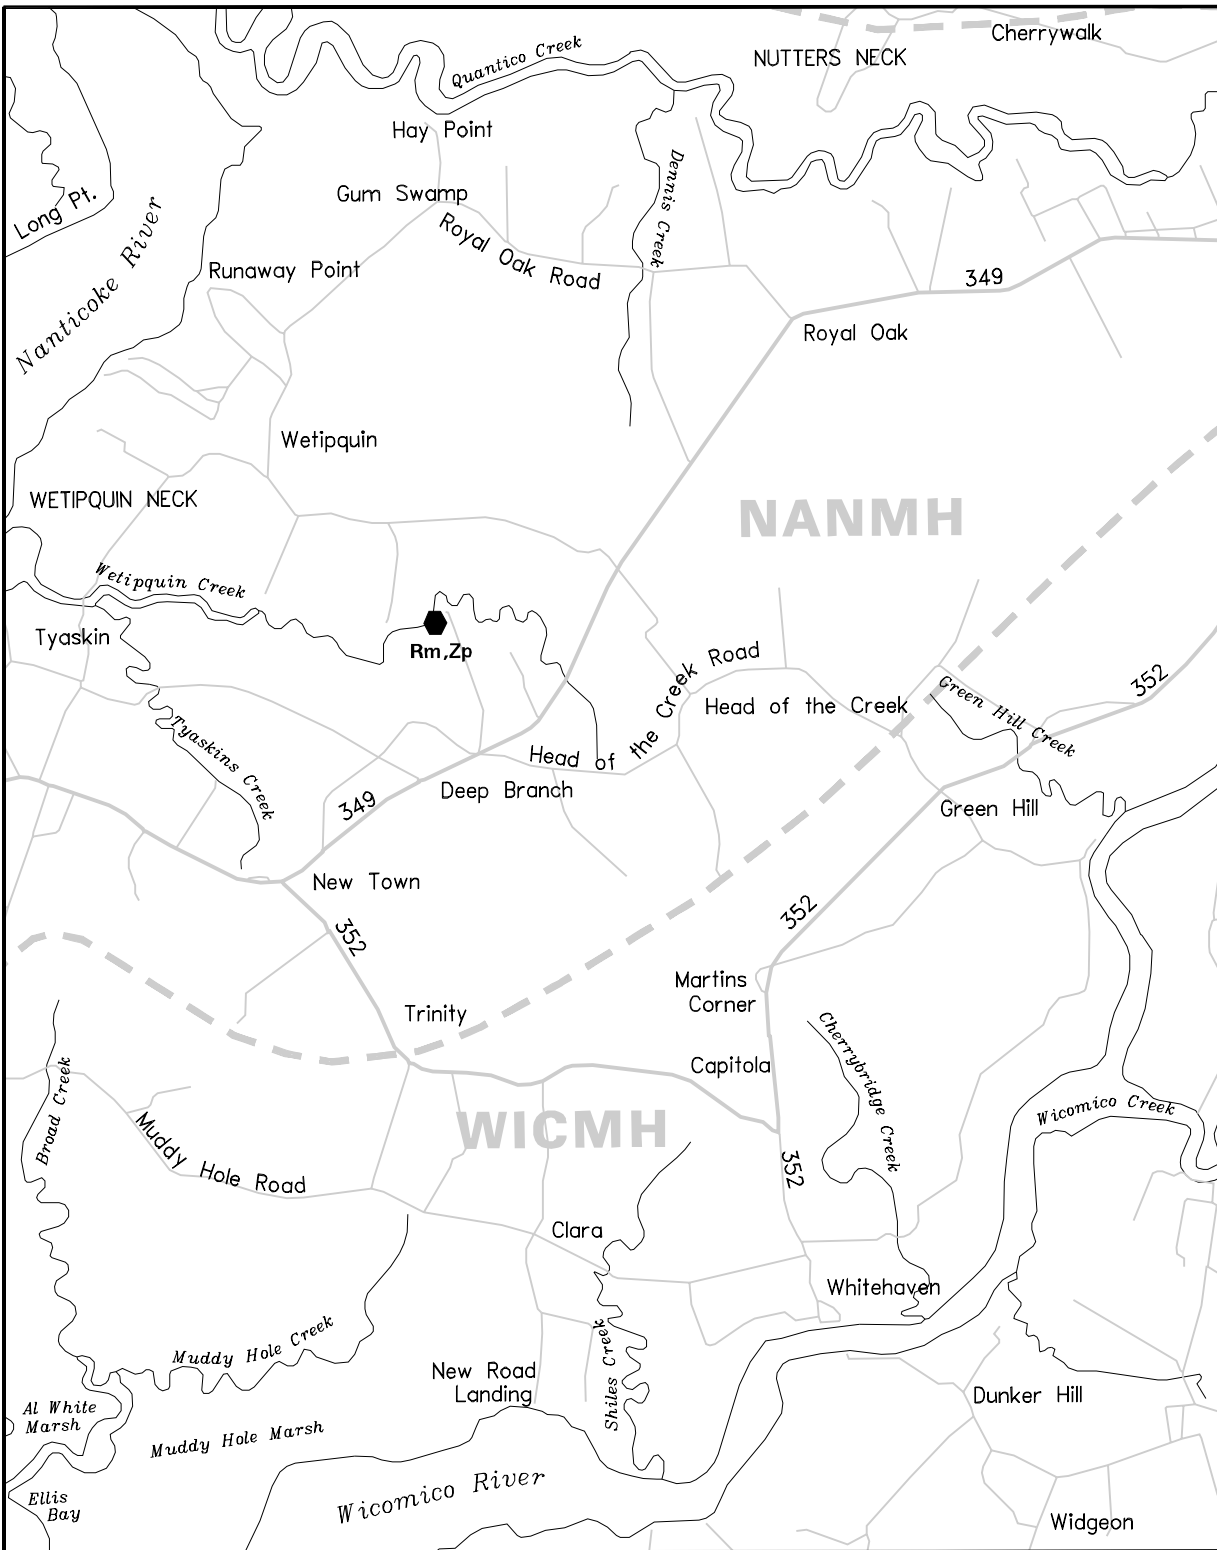 Cherrywalk
NUTTERS NECK
Quantico Creek
Hay Point
Dennis Creek
Long Pt.
Gum Swamp
Nanticoke River
Royal Oak Road
Runaway Point
349
Royal Oak
Wetipquin
WETIPQUIN NECK
NANMH
Wetipquin Creek
Tyaskin
Rm,Zp
Head of the Creek Road
Head of the Creek
352
Green Hill Creek
Tyaskins Creek
Deep Branch
349
Green Hill
New Town
352
352
Martins
Corner
Trinity
Cherrybridge Creek
Capitola
Broad Creek
Muddy Hole Road
WICMH
Wicomico Creek
352
Clara
Whitehaven
Muddy Hole Creek
Shiles Creek
New Road
Landing
Dunker Hill
Al White
Marsh
Muddy Hole Marsh
Wicomico River
Ellis
Bay
Widgeon